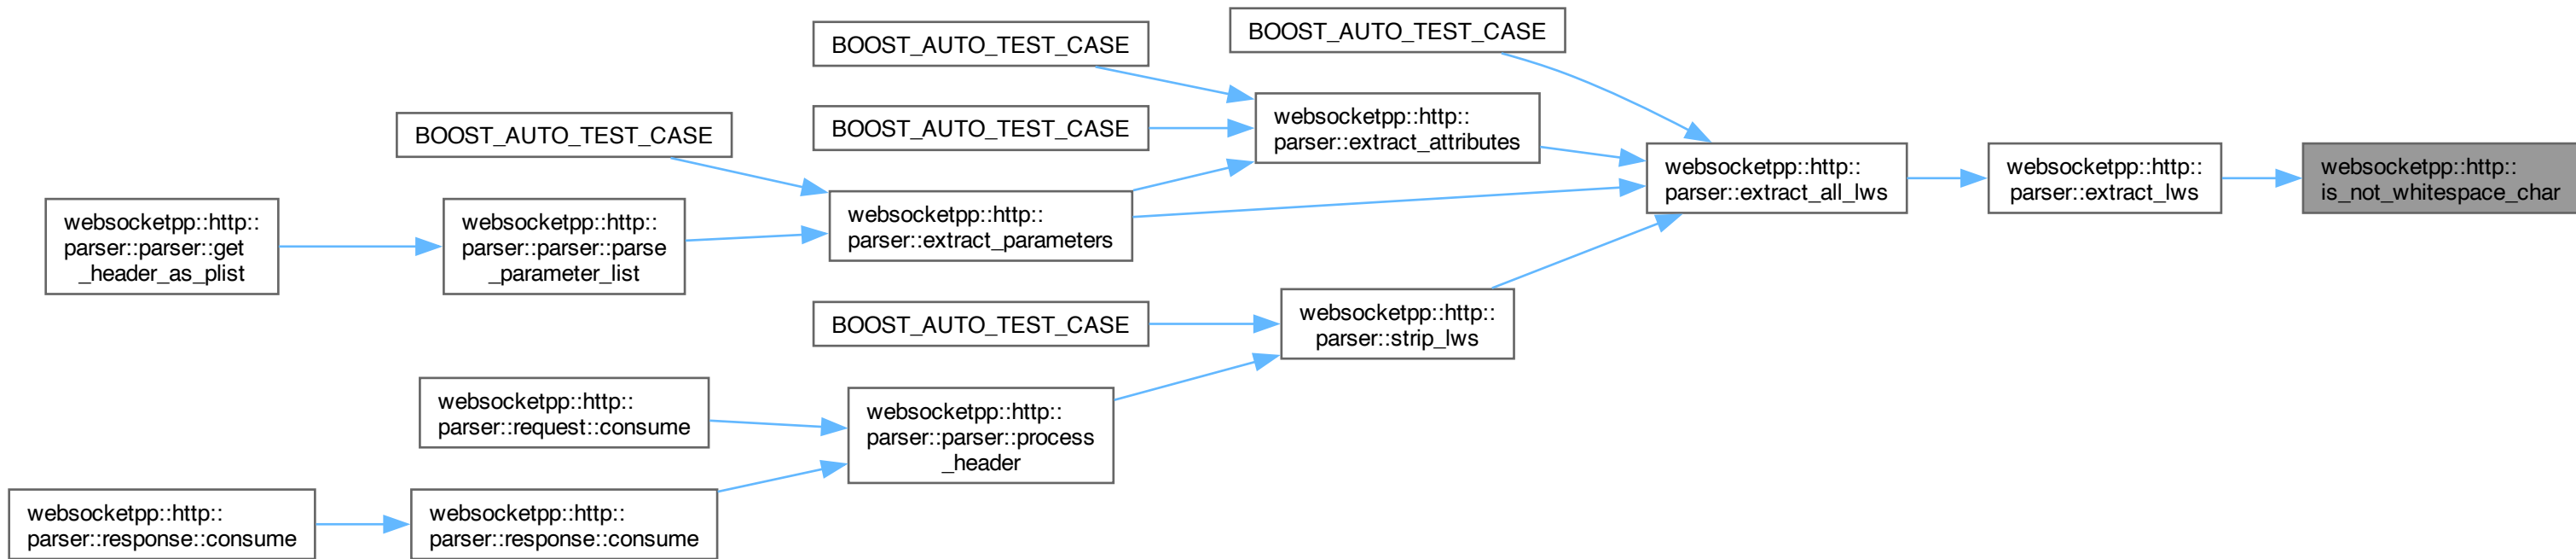 BOOST_AUTO_TEST_CASE
BOOST_AUTO_TEST_CASE
BOOST_AUTO_TEST_CASE
websocketpp::http::
parser::extract_attributes
BOOST_AUTO_TEST_CASE
websocketpp::http::
parser::extract_all_lws
websocketpp::http::
parser::extract_lws
websocketpp::http::
is_not_whitespace_char
websocketpp::http::
parser::parser::get
_header_as_plist
websocketpp::http::
parser::parser::parse
_parameter_list
websocketpp::http::
parser::extract_parameters
BOOST_AUTO_TEST_CASE
websocketpp::http::
parser::strip_lws
websocketpp::http::
parser::request::consume
websocketpp::http::
parser::parser::process
_header
websocketpp::http::
parser::response::consume
websocketpp::http::
parser::response::consume